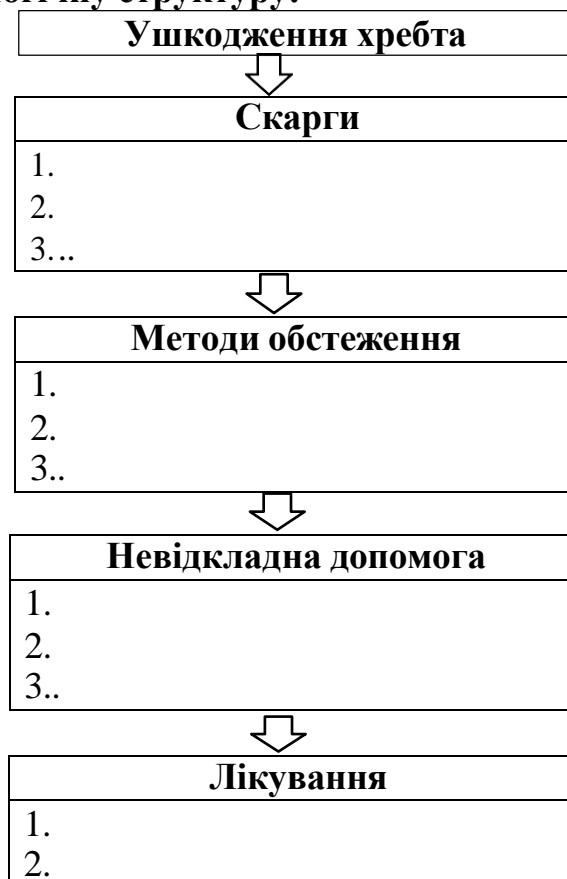 структуру.
Ушкодження хребта
Скарги
1.
2.
3...
Методи обстеження
1.
2.
3..
Невідкладна допомога
1.
2.
3..
Лікування
1.
2.